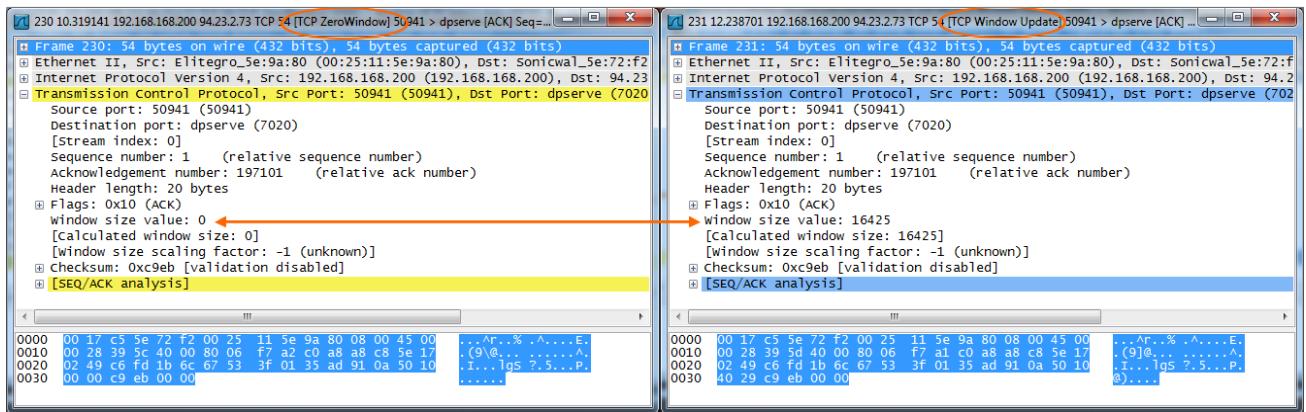 230 10.319141 192.168.168.200 94.23.2.73 TCP 54 [TCP ZeroWindow] 50941 > dpserve [ACK] Seq=...
Frame 230: 54 bytes on wire (432 bits), 54 bytes captured (432 bits)
Ethernet II, Src: Elitegro_5e:9a:80 (00:25:11:5e:9a:80), Dst: Sonicwal_5e:72:f2
Internet Protocol Version 4, Src: 192.168.168.200 (192.168.168.200), Dst: 94.23
Transmission Control Protocol, Src Port: 50941 (50941), Dst Port: dpserve (7020
Source port: 50941 (50941)
Destination port: dpserve (7020)
[Stream index: 0]
Sequence number: 1 (relative sequence number)
Acknowledgement number: 197101 (relative ack number)
Header length: 20 bytes
Flags: 0x10 (ACK)
Window size value: 0
[Calculated window size: 0]
[Window size scaling factor: -1 (unknown)]
Checksum: 0xc9eb [validation disabled]
[SEQ/ACK analysis]
0000 00 17 c5 5e 72 f2 00 25 11 5e 9a 80 08 00 45 00 ...^r..% .^....E.
0010 00 28 39 5c 40 00 80 06 f7 a2 c0 a8 a8 c8 5e 17 .(9\@... ......^.
0020 02 49 c6 fd 1b 6c 67 53 3f 01 35 ad 91 0a 50 10 .I...lgS ?.5...P.
0030 00 00 c9 eb 00 00 ......
231 12.238701 192.168.168.200 94.23.2.73 TCP 54 [TCP Window Update] 50941 > dpserve [ACK] ...
Frame 231: 54 bytes on wire (432 bits), 54 bytes captured (432 bits)
Ethernet II, Src: Elitegro_5e:9a:80 (00:25:11:5e:9a:80), Dst: Sonicwal_5e:72:f
Internet Protocol Version 4, Src: 192.168.168.200 (192.168.168.200), Dst: 94.2
Transmission Control Protocol, Src Port: 50941 (50941), Dst Port: dpserve (702
Source port: 50941 (50941)
Destination port: dpserve (7020)
[Stream index: 0]
Sequence number: 1 (relative sequence number)
Acknowledgement number: 197101 (relative ack number)
Header length: 20 bytes
Flags: 0x10 (ACK)
Window size value: 16425
[Calculated window size: 16425]
[Window size scaling factor: -1 (unknown)]
Checksum: 0xc9eb [validation disabled]
[SEQ/ACK analysis]
0000 00 17 c5 5e 72 f2 00 25 11 5e 9a 80 08 00 45 00 ...^r..% .^....E.
0010 00 28 39 5d 40 00 80 06 f7 a1 c0 a8 a8 c8 5e 17 .(9]@... ......^.
0020 02 49 c6 fd 1b 6c 67 53 3f 01 35 ad 91 0a 50 10 .I...lgS ?.5...P.
0030 40 29 c9 eb 00 00 @)....